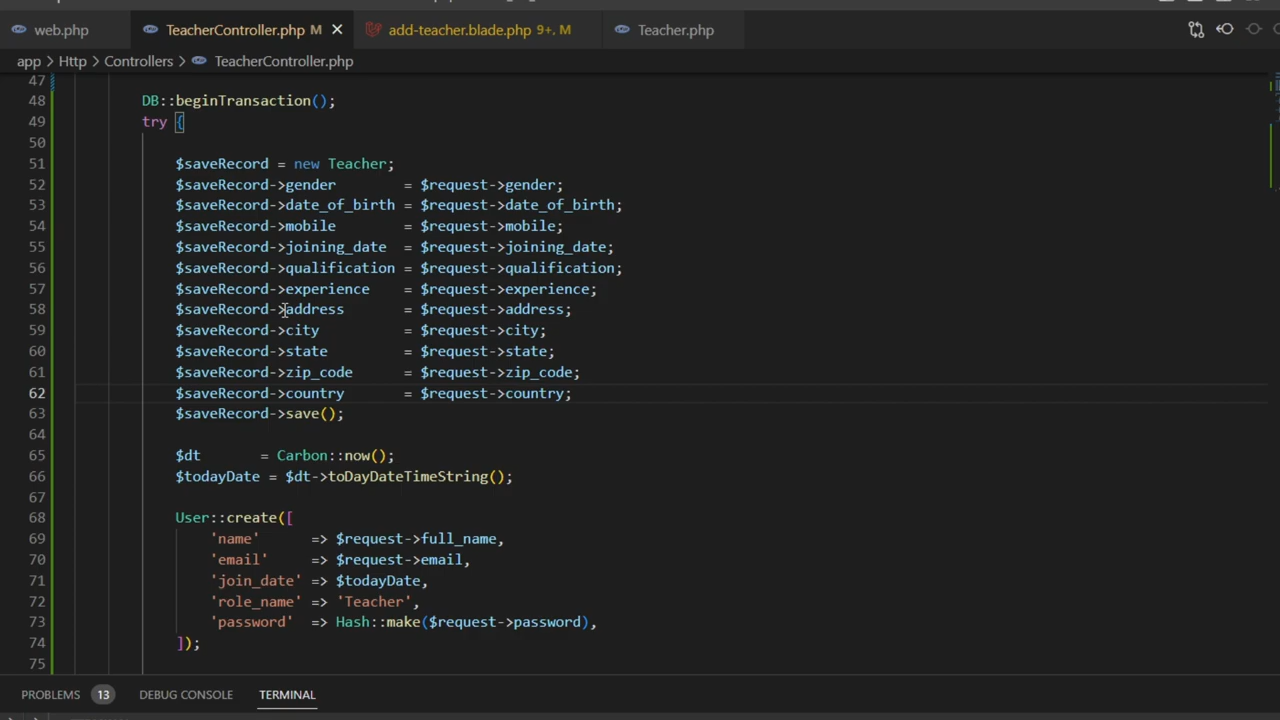 web.php TeacherController.php M add-teacher.blade.php 9+, M Teacher.php
app > Http > Controllers > TeacherController.php
47
48 DB::beginTransaction();
49 try {
50
51 $saveRecord = new Teacher;
52 $saveRecord->gender = $request->gender;
53 $saveRecord->date_of_birth = $request->date_of_birth;
54 $saveRecord->mobile = $request->mobile;
55 $saveRecord->joining_date = $request->joining_date;
56 $saveRecord->qualification = $request->qualification;
57 $saveRecord->experience = $request->experience;
58 $saveRecord->address = $request->address;
59 $saveRecord->city = $request->city;
60 $saveRecord->state = $request->state;
61 $saveRecord->zip_code = $request->zip_code;
62 $saveRecord->country = $request->country;
63 $saveRecord->save();
64
65 $dt = Carbon::now();
66 $todayDate = $dt->toDayDateTimeString();
67
68 User::create([
69 'name' => $request->full_name,
70 'email' => $request->email,
71 'join_date' => $todayDate,
72 'role_name' => 'Teacher',
73 'password' => Hash::make($request->password),
74 ]);
75
PROBLEMS 13 DEBUG CONSOLE TERMINAL